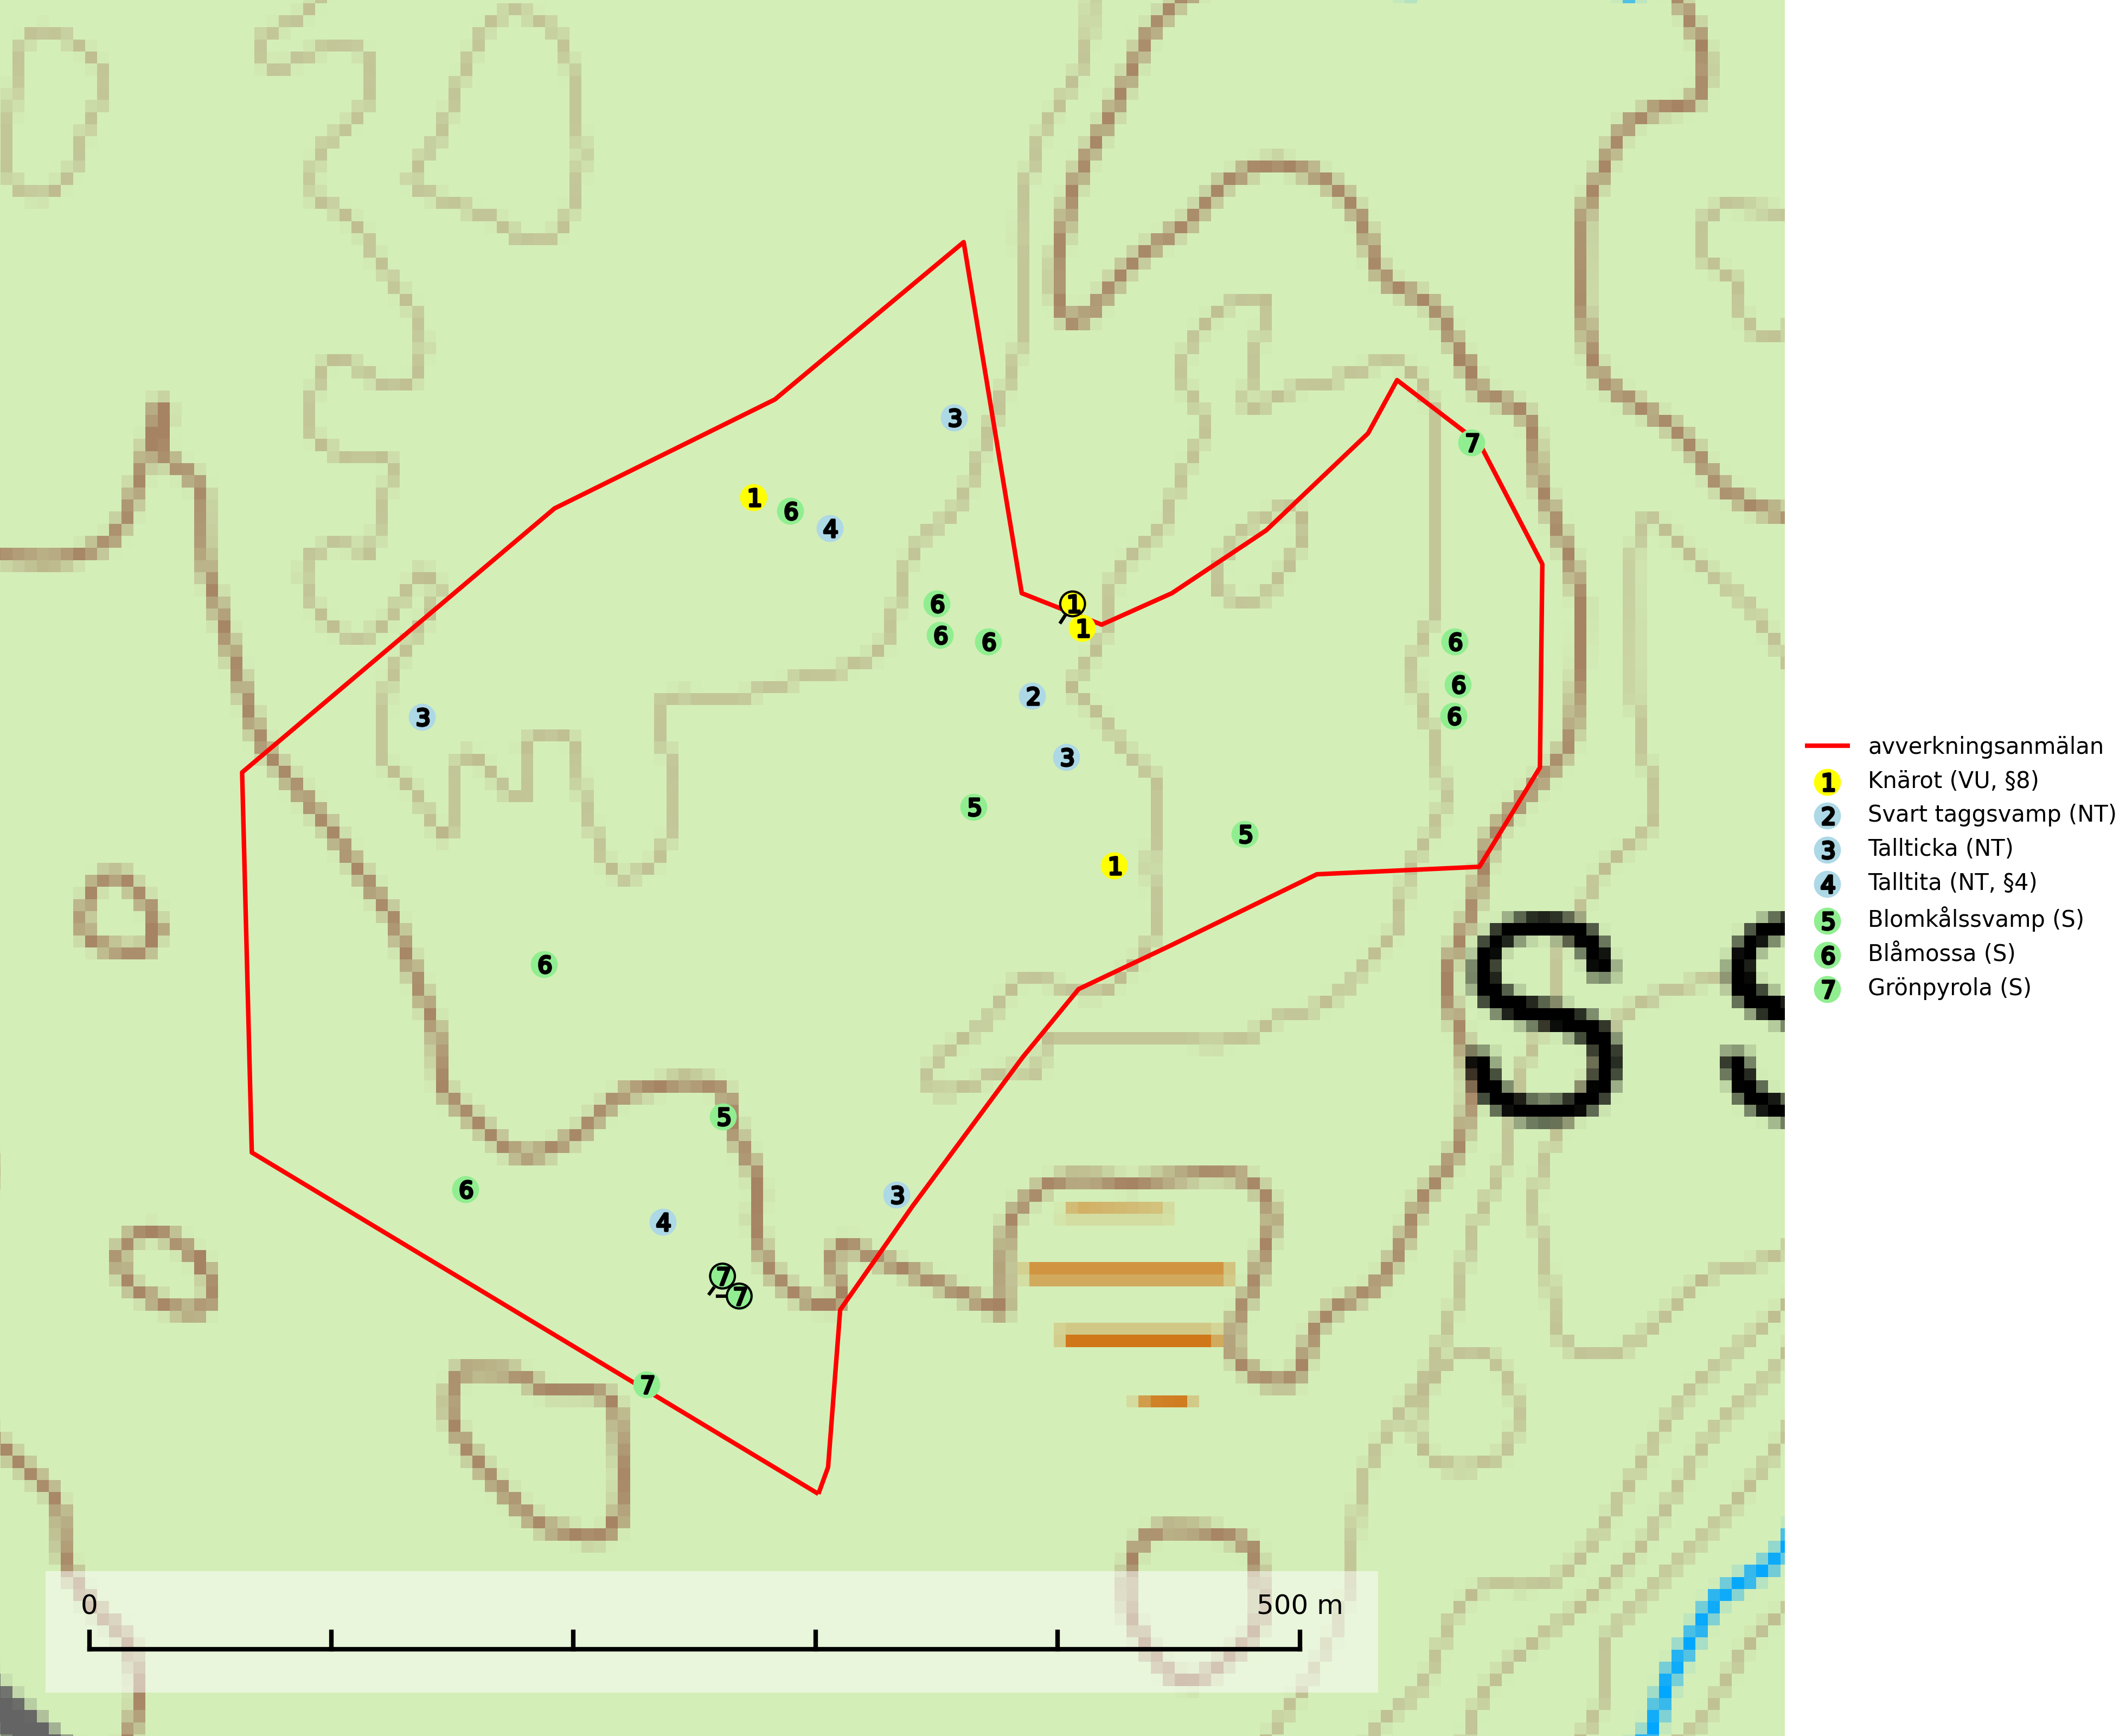 S S
3
7
1
6
4
6
1
1
6
6
6
2
6
3
6
3
5
5
1
6
5
6
3
4
7
7
7
0 500 m
avverkningsanmälan
1 Knärot (VU, §8)
2 Svart taggsvamp (NT)
3 Tallticka (NT)
4 Talltita (NT, §4)
5 Blomkålssvamp (S)
6 Blåmossa (S)
7 Grönpyrola (S)